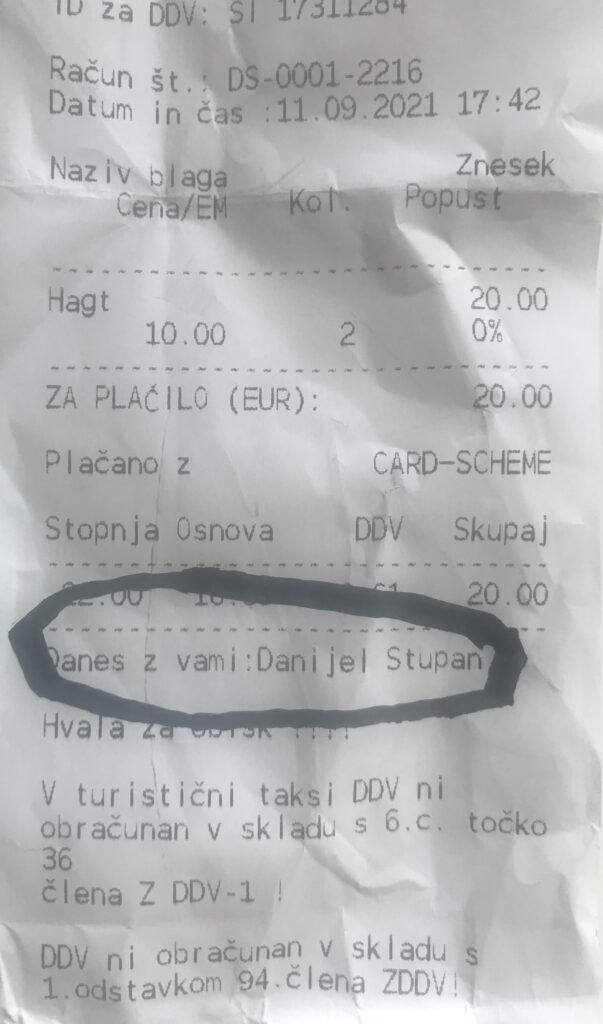 ID za DDV: SI 17311284
Račun št.: DS-0001-2216
Datum in čas :11.09.2021 17:42
Naziv blaga Znesek
Cena/EM Kol. Popust
Hagt 20.00
10.00 2 0%
ZA PLAČILO (EUR): 20.00
Plačano z CARD-SCHEME
Stopnja Osnova DDV Skupaj
22.00 20.00
Danes z vami:Danijel Stupan
Hvala za obisk !!!!
V turistični taksi DDV ni
obračunan v skladu s 6.c. točko
36
člena Z DDV-1 !
DDV ni obračunan v skladu s
1.odstavkom 94.člena ZDDV!